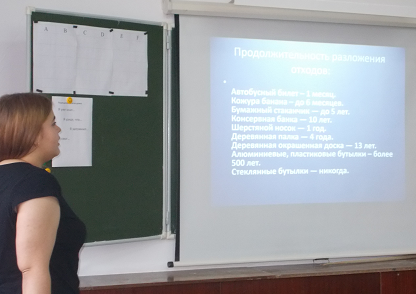 A B C D E F
Продолжительность разложения
отходов:
Автобусный билет – 1 месяц.
Кожура банана – до 6 месяцев.
Бумажный стаканчик — до 5 лет.
Консервная банка — 10 лет.
Шерстяной носок — 1 год.
Деревянная палка — 4 года.
Деревянная окрашенная доска — 13 лет.
Алюминиевые, пластиковые бутылки – более
500 лет.
Стеклянные бутылки — никогда.